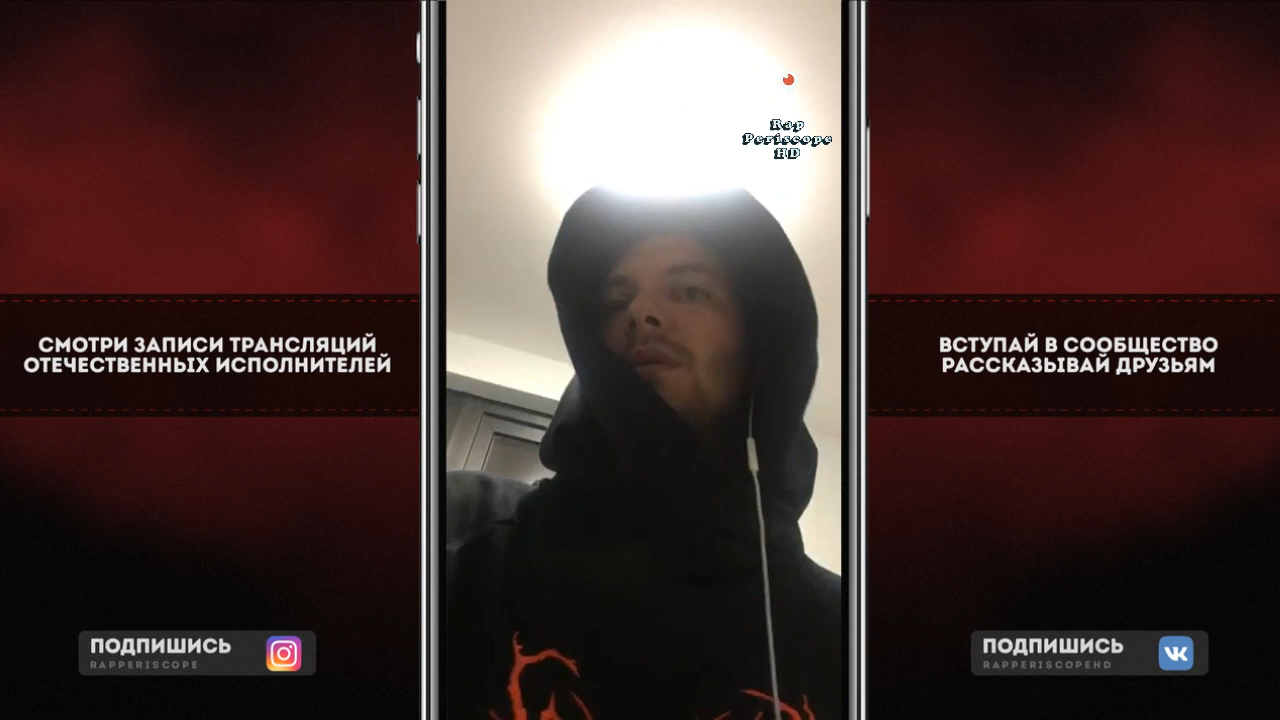 Rap
Periscope
HD
СМОТРИ ЗАПИСИ ТРАНСЛЯЦИЙ
ОТЕЧЕСТВЕННЫХ ИСПОЛНИТЕЛЕЙ
ВСТУПАЙ В СООБЩЕСТВО
РАССКАЗЫВАЙ ДРУЗЬЯМ
ПОДПИШИСЬ
RAPPERISCOPE
ПОДПИШИСЬ
RAPPERISCOPEHD